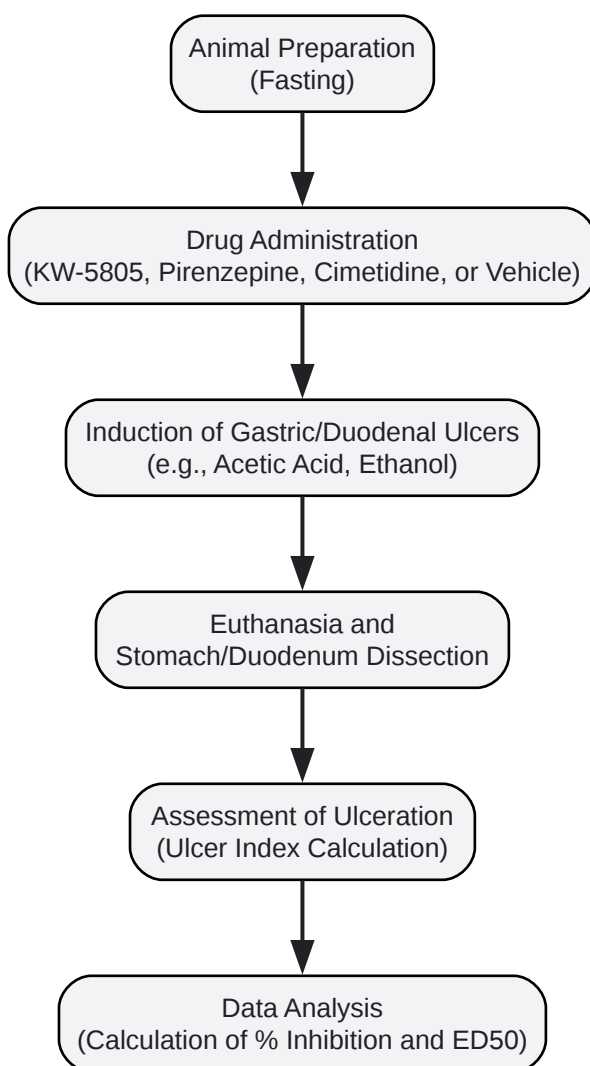 Animal Preparation
(Fasting)
Drug Administration
(KW-5805, Pirenzepine, Cimetidine, or Vehicle)
Induction of Gastric/Duodenal Ulcers
(e.g., Acetic Acid, Ethanol)
Euthanasia and
Stomach/Duodenum Dissection
Assessment of Ulceration
(Ulcer Index Calculation)
Data Analysis
(Calculation of % Inhibition and ED50)